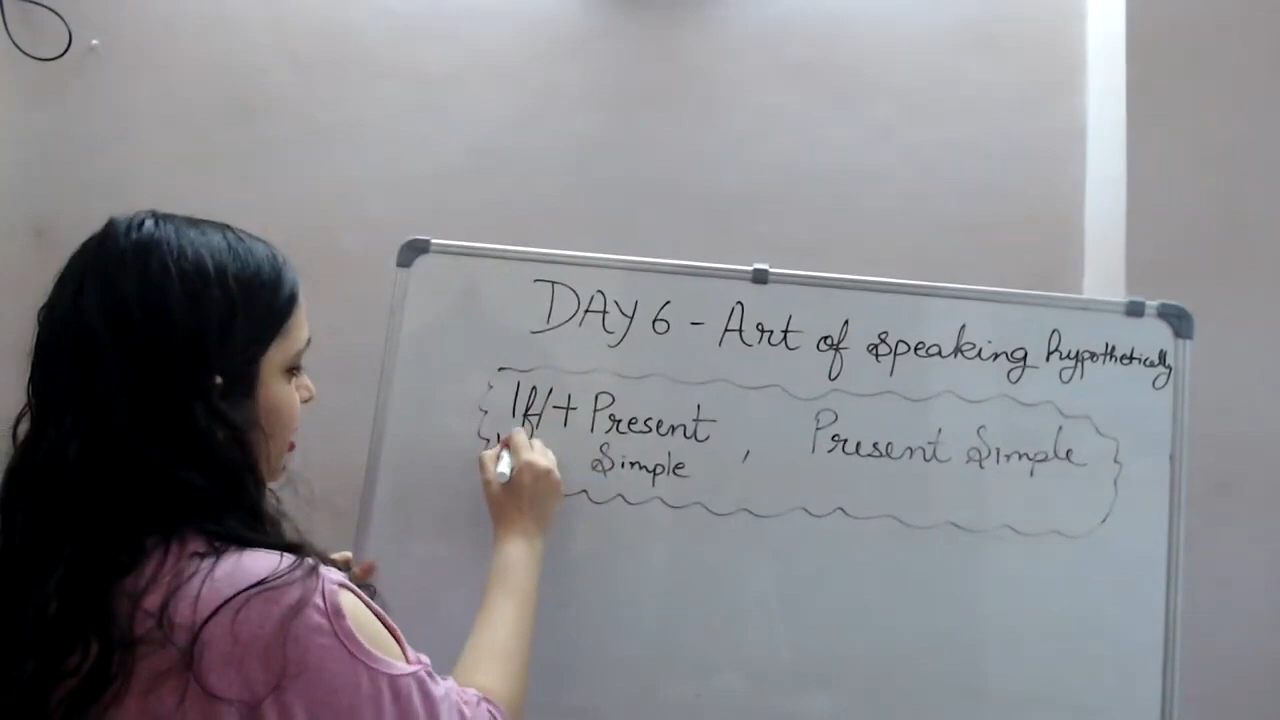 DAY 6 - Art of speaking hypothetically
If/ + Present , Present Simple
Simple